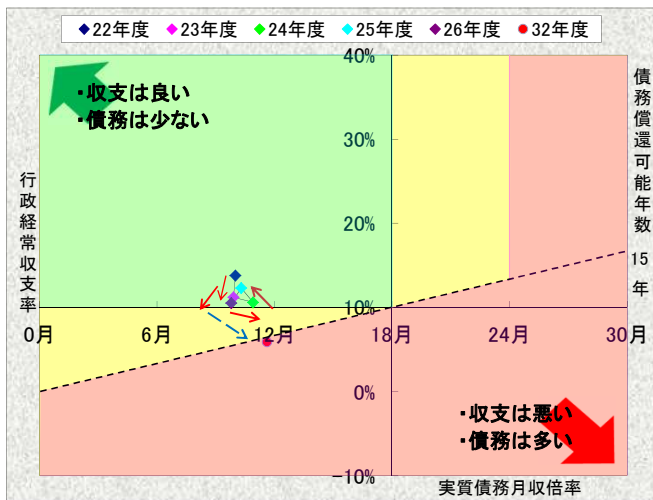 22年度 23年度 24年度 25年度 26年度 32年度
・収支は良い
・債務は少ない
行政経常収支率
債務償還可能年数 15年
40%
30%
20%
10%
0月 6月 12月 18月 24月 30月
0%
・収支は悪い
・債務は多い
-10%
実質債務月収倍率